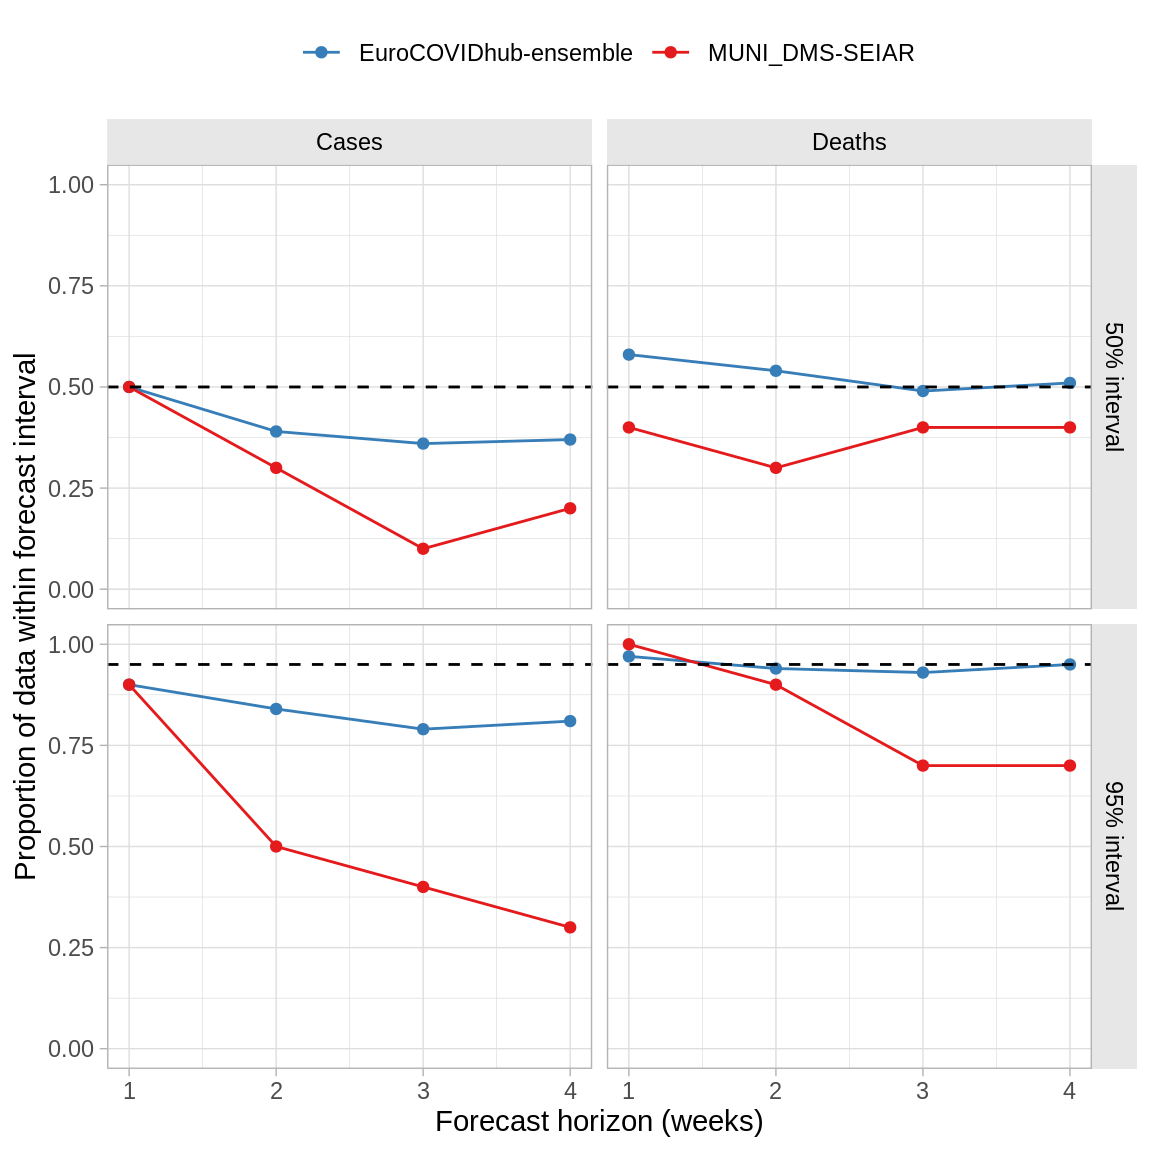 EuroCOVIDhub-ensemble MUNI_DMS-SEIAR
Cases Deaths
Proportion of data within forecast interval
1.00
0.75
0.50
0.25
0.00
50% interval
1.00
0.75
0.50
0.25
0.00
95% interval
1 2 3 4 1 2 3 4
Forecast horizon (weeks)